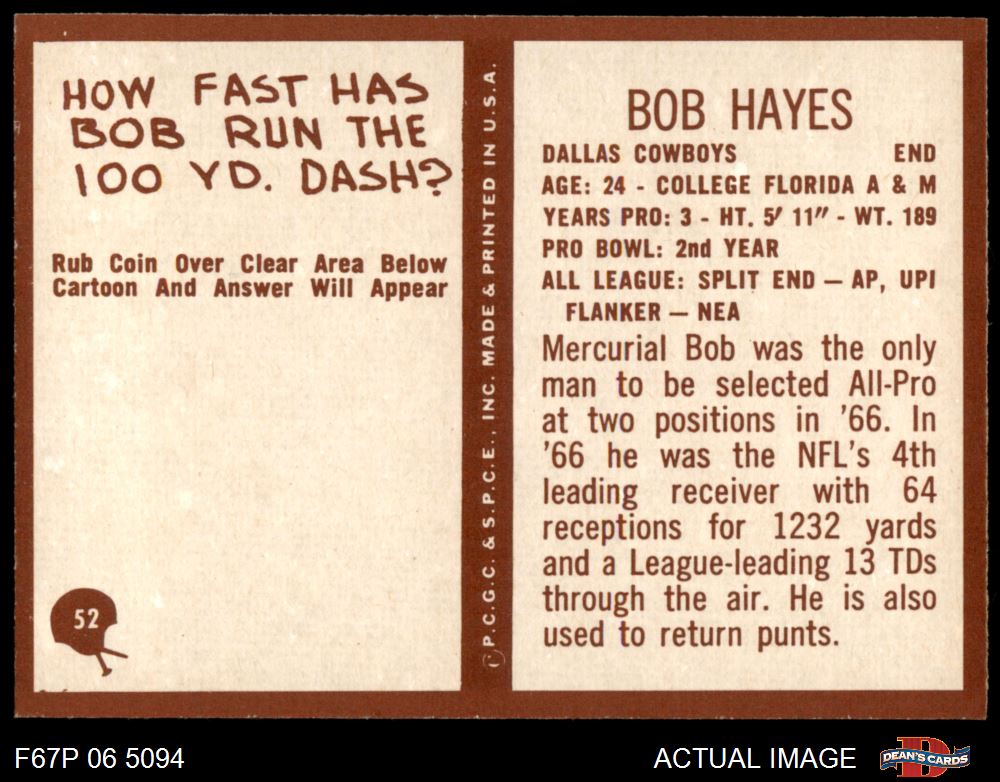 HOW FAST HAS
BOB RUN THE
100 YD. DASH?
Rub Coin Over Clear Area Below
Cartoon And Answer Will Appear
52
Ⓒ P.C.G.C. & S.P.C.E., INC. MADE & PRINTED IN U.S.A.
BOB HAYES
DALLAS COWBOYS END
AGE: 24 - COLLEGE FLORIDA A & M
YEARS PRO: 3 - HT. 5′ 11″ - WT. 189
PRO BOWL: 2nd YEAR
ALL LEAGUE: SPLIT END — AP, UPI
FLANKER — NEA
Mercurial Bob was the only
man to be selected All-Pro
at two positions in '66. In
'66 he was the NFL's 4th
leading receiver with 64
receptions for 1232 yards
and a League-leading 13 TDs
through the air. He is also
used to return punts.
F67P 06 5094
ACTUAL IMAGE
DEAN'S CARDS